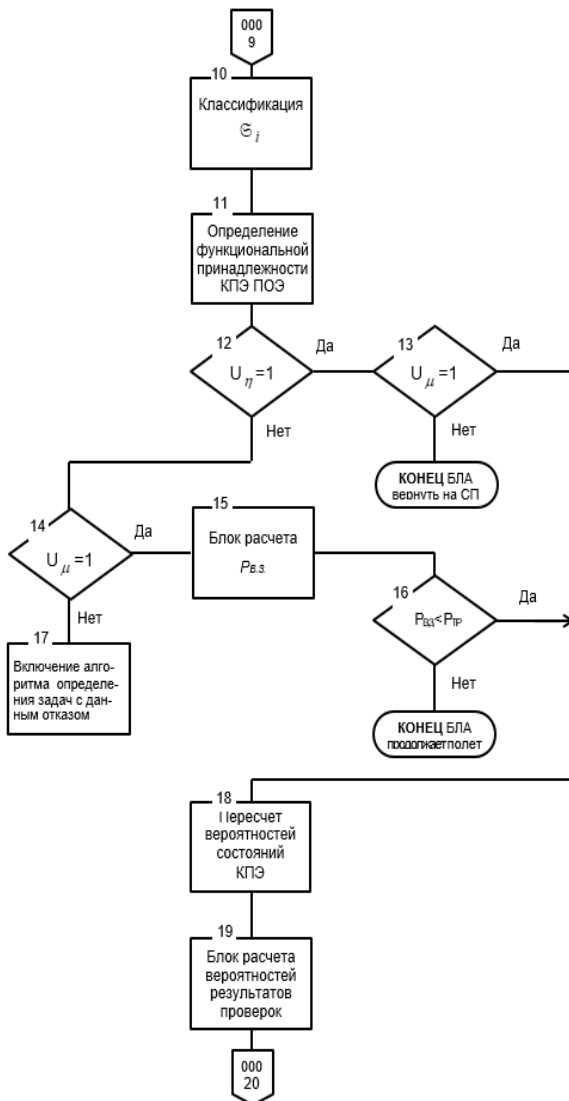 000
9
10
Классификация
𝔖 i
11
Определение
функциональной
принадлежности
КПЭ ПОЭ
12
U η =1
Да
Нет
13
U μ =1
Да
Нет
КОНЕЦ БЛА
вернуть на СП
14
U μ =1
Да
Нет
15
Блок расчета
Pв.з.
16
PВЗ<PТР
Да
Нет
КОНЕЦ БЛА
продолжает полет
17
Включение алго-
ритма определе-
ния задач с дан-
ным отказом
18
Пересчет
вероятностей
состояний
КПЭ
19
Блок расчета
вероятностей
результатов
проверок
000
20